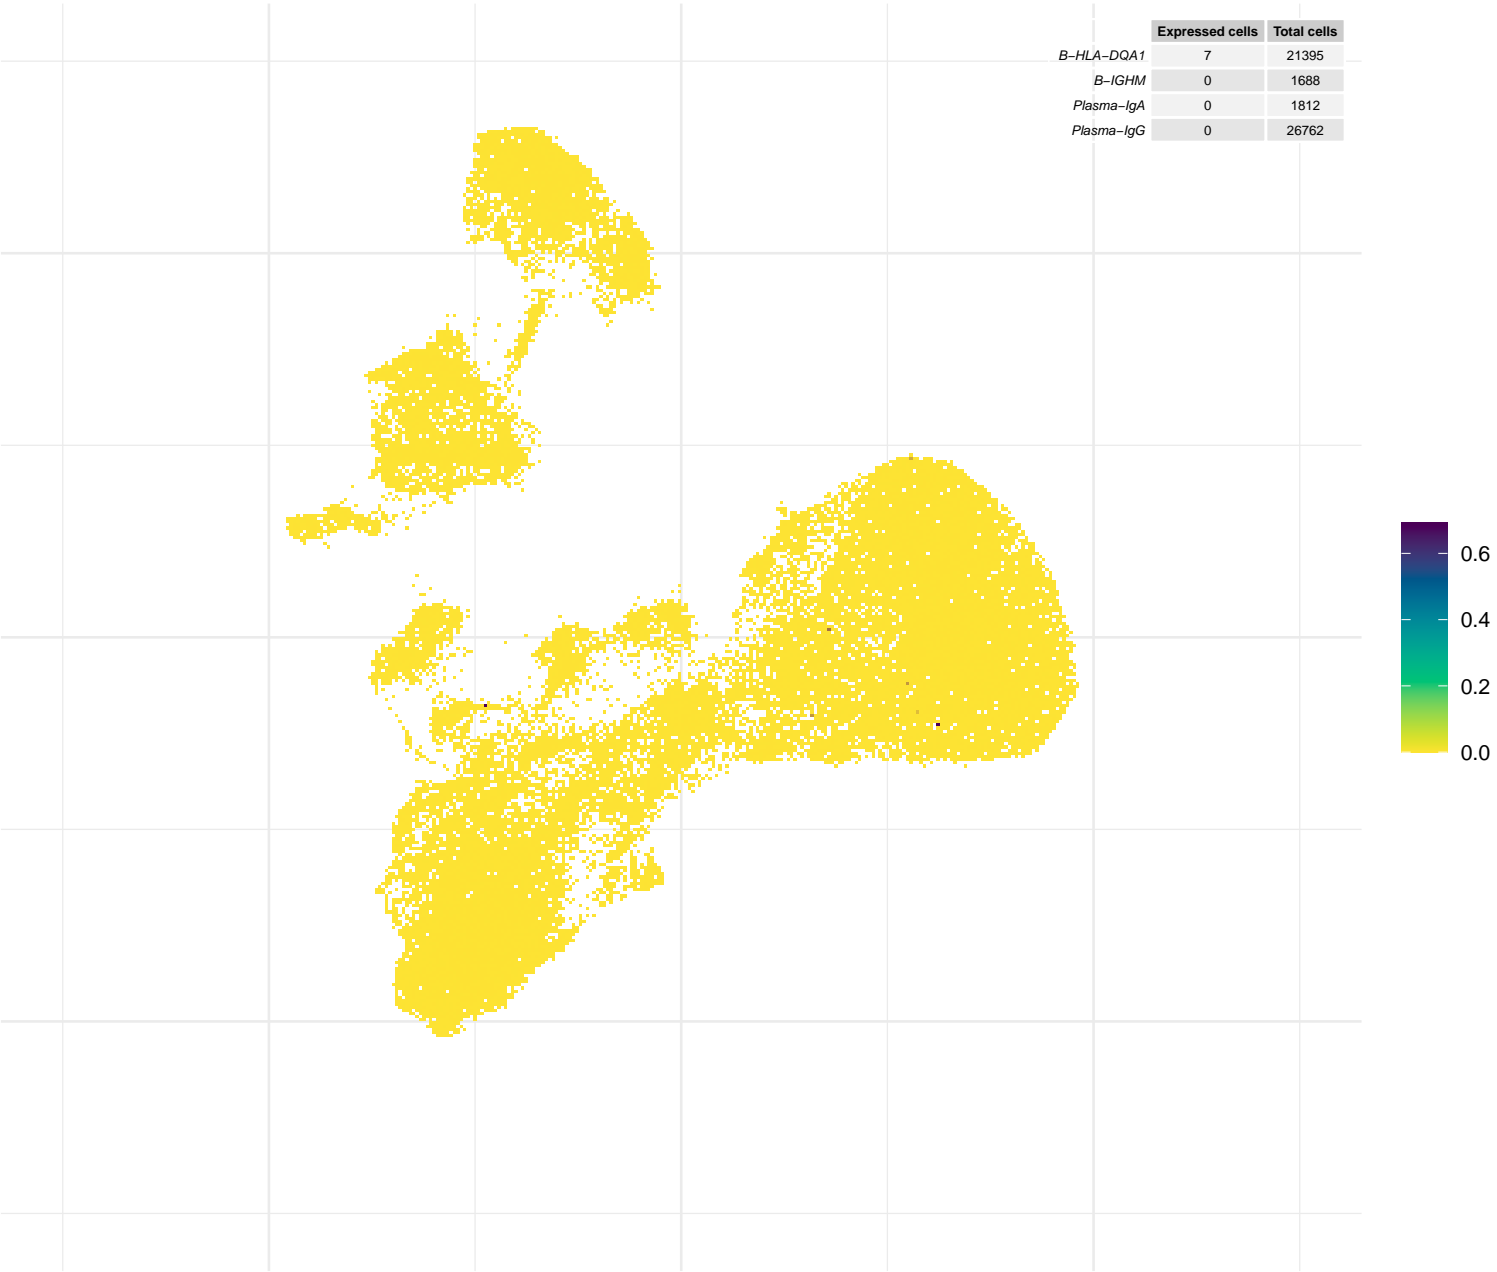 Expressed cells Total cells
B−HLA−DQA1 7 21395
B−IGHM 0 1688
Plasma−IgA 0 1812
Plasma−IgG 0 26762
0.6
0.4
0.2
0.0